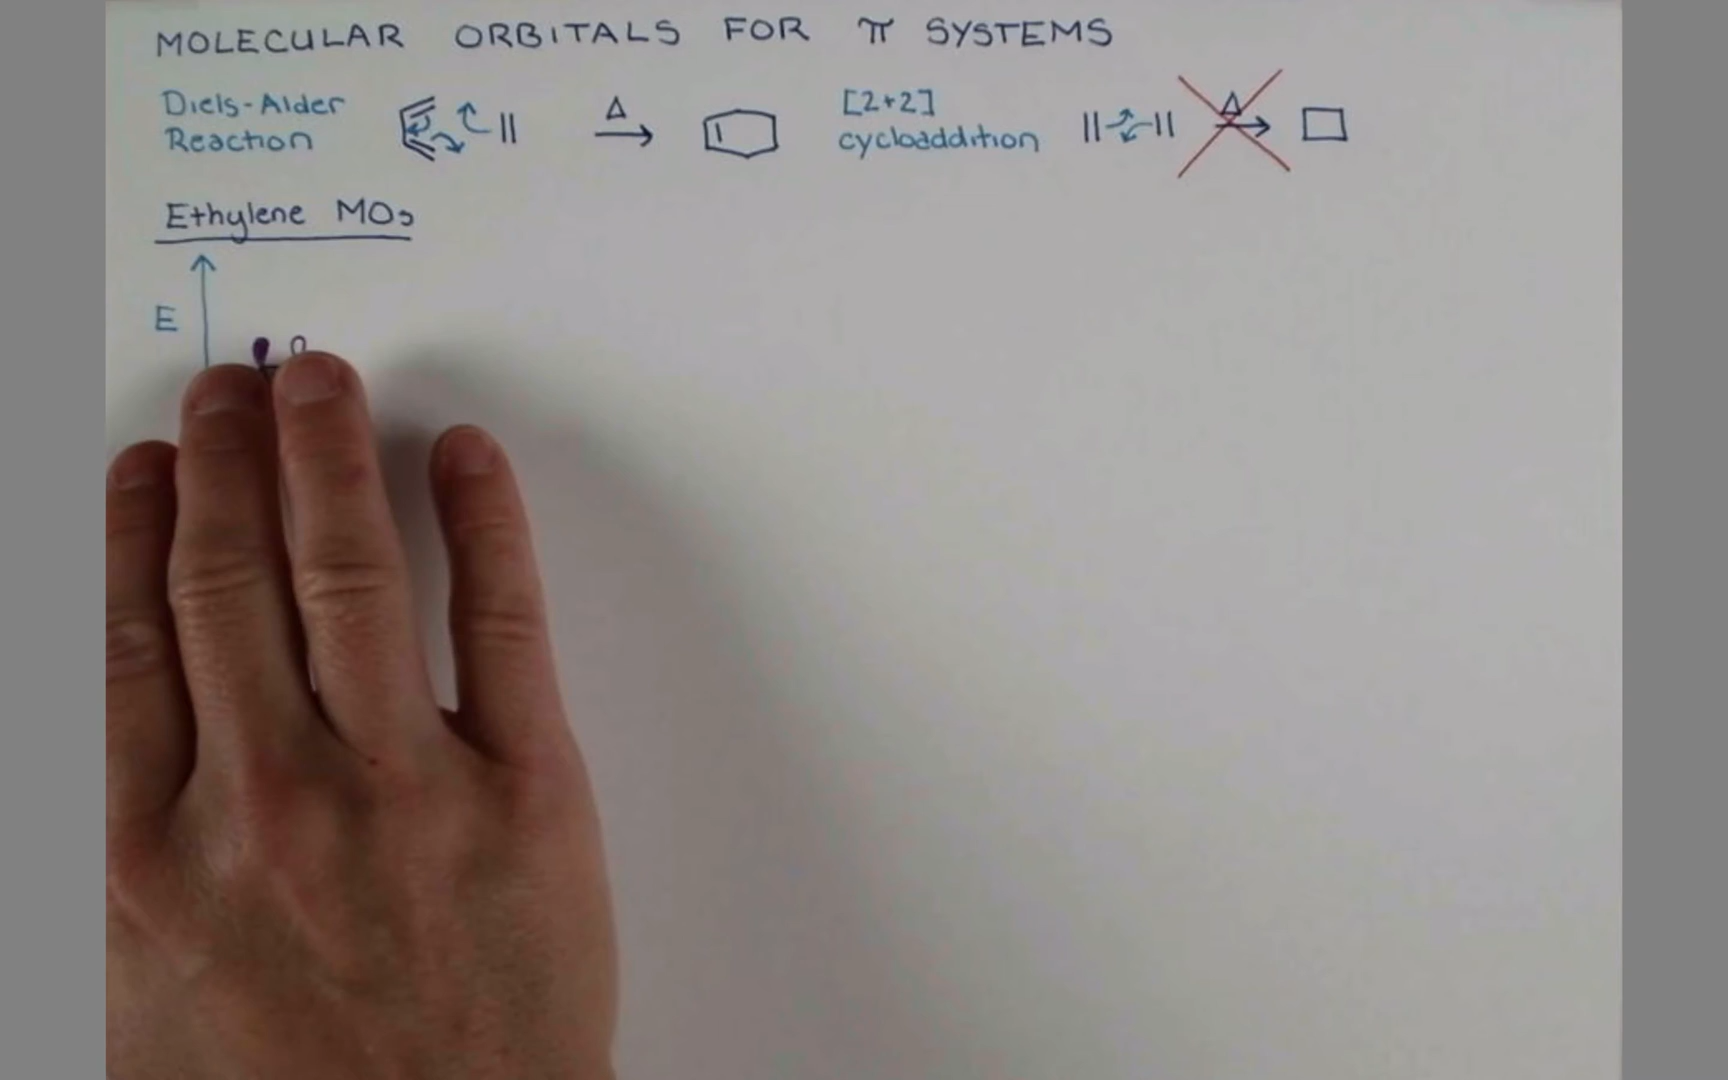 MOLECULAR ORBITALS FOR π SYSTEMS
Diels-Alder
Reaction
Δ
[2+2]
cycloaddition
Δ
Ethylene MOs
E